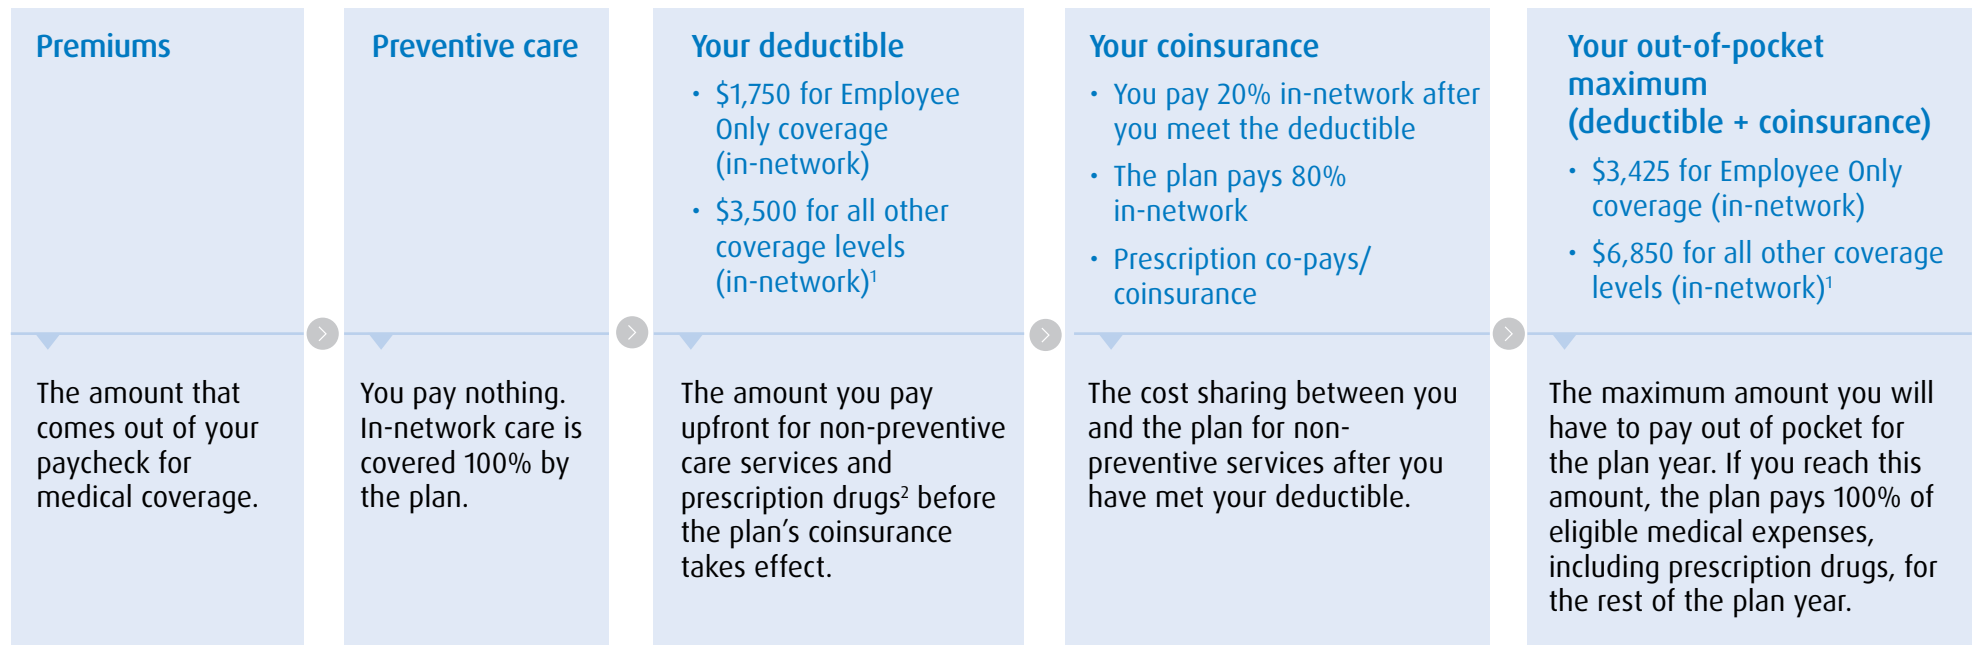 Premiums
The amount that
comes out of your
paycheck for
medical coverage.
Preventive care
You pay nothing.
In-network care is
covered 100% by
the plan.
Your deductible
• $1,750 for Employee
Only coverage
(in-network)
• $3,500 for all other
coverage levels
(in-network)¹
The amount you pay
upfront for non-preventive
care services and
prescription drugs² before
the plan’s coinsurance
takes effect.
Your coinsurance
• You pay 20% in-network after
you meet the deductible
• The plan pays 80%
in-network
• Prescription co-pays/
coinsurance
The cost sharing between you
and the plan for non-
preventive services after you
have met your deductible.
Your out-of-pocket
maximum
(deductible + coinsurance)
• $3,425 for Employee Only
coverage (in-network)
• $6,850 for all other coverage
levels (in-network)¹
The maximum amount you will
have to pay out of pocket for
the plan year. If you reach this
amount, the plan pays 100% of
eligible medical expenses,
including prescription drugs, for
the rest of the plan year.